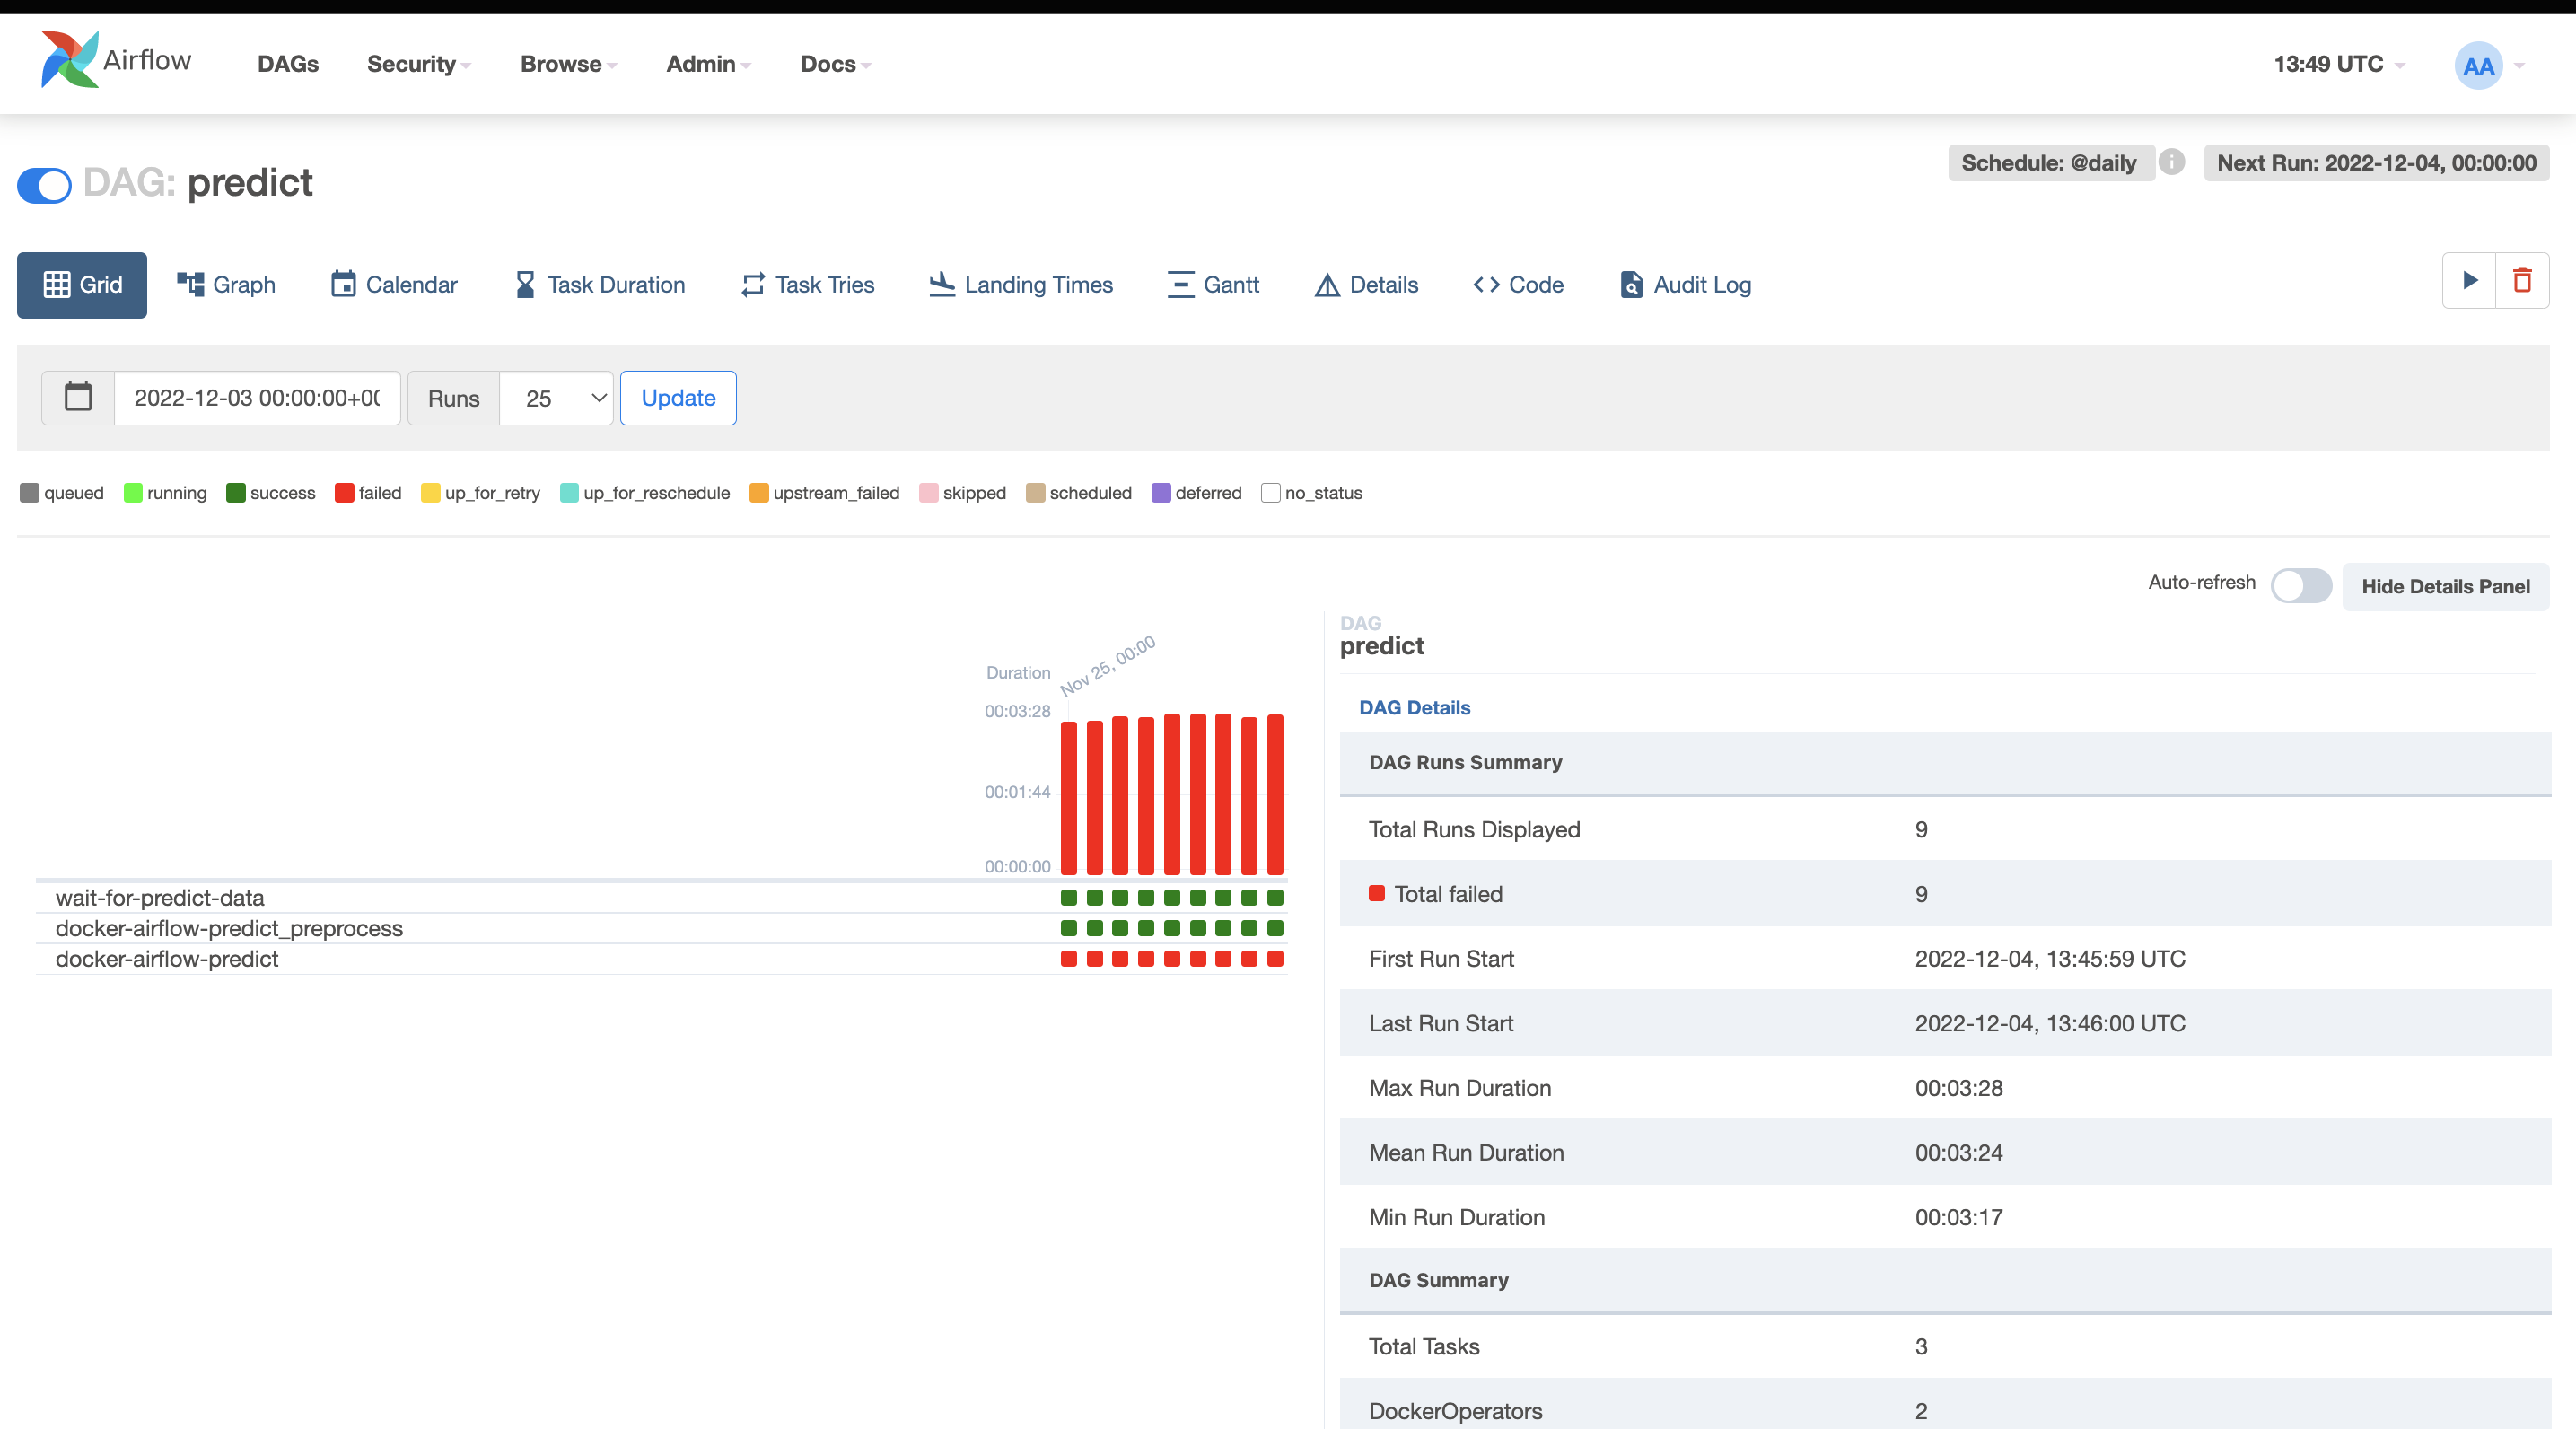 Airflow DAGs Security Browse Admin Docs 13:49 UTC AA
Schedule: @daily i Next Run: 2022-12-04, 00:00:00
DAG: predict
Grid Graph Calendar Task Duration Task Tries Landing Times Gantt Details Code Audit Log
2022-12-03 00:00:00+00 Runs 25 Update
queued running success failed up_for_retry up_for_reschedule upstream_failed skipped scheduled deferred no_status
Auto-refresh Hide Details Panel
Duration
Nov 25, 00:00
00:03:28
00:01:44
00:00:00
wait-for-predict-data
docker-airflow-predict_preprocess
docker-airflow-predict
DAG
predict
DAG Details
DAG Runs Summary
Total Runs Displayed 9
Total failed 9
First Run Start 2022-12-04, 13:45:59 UTC
Last Run Start 2022-12-04, 13:46:00 UTC
Max Run Duration 00:03:28
Mean Run Duration 00:03:24
Min Run Duration 00:03:17
DAG Summary
Total Tasks 3
DockerOperators 2